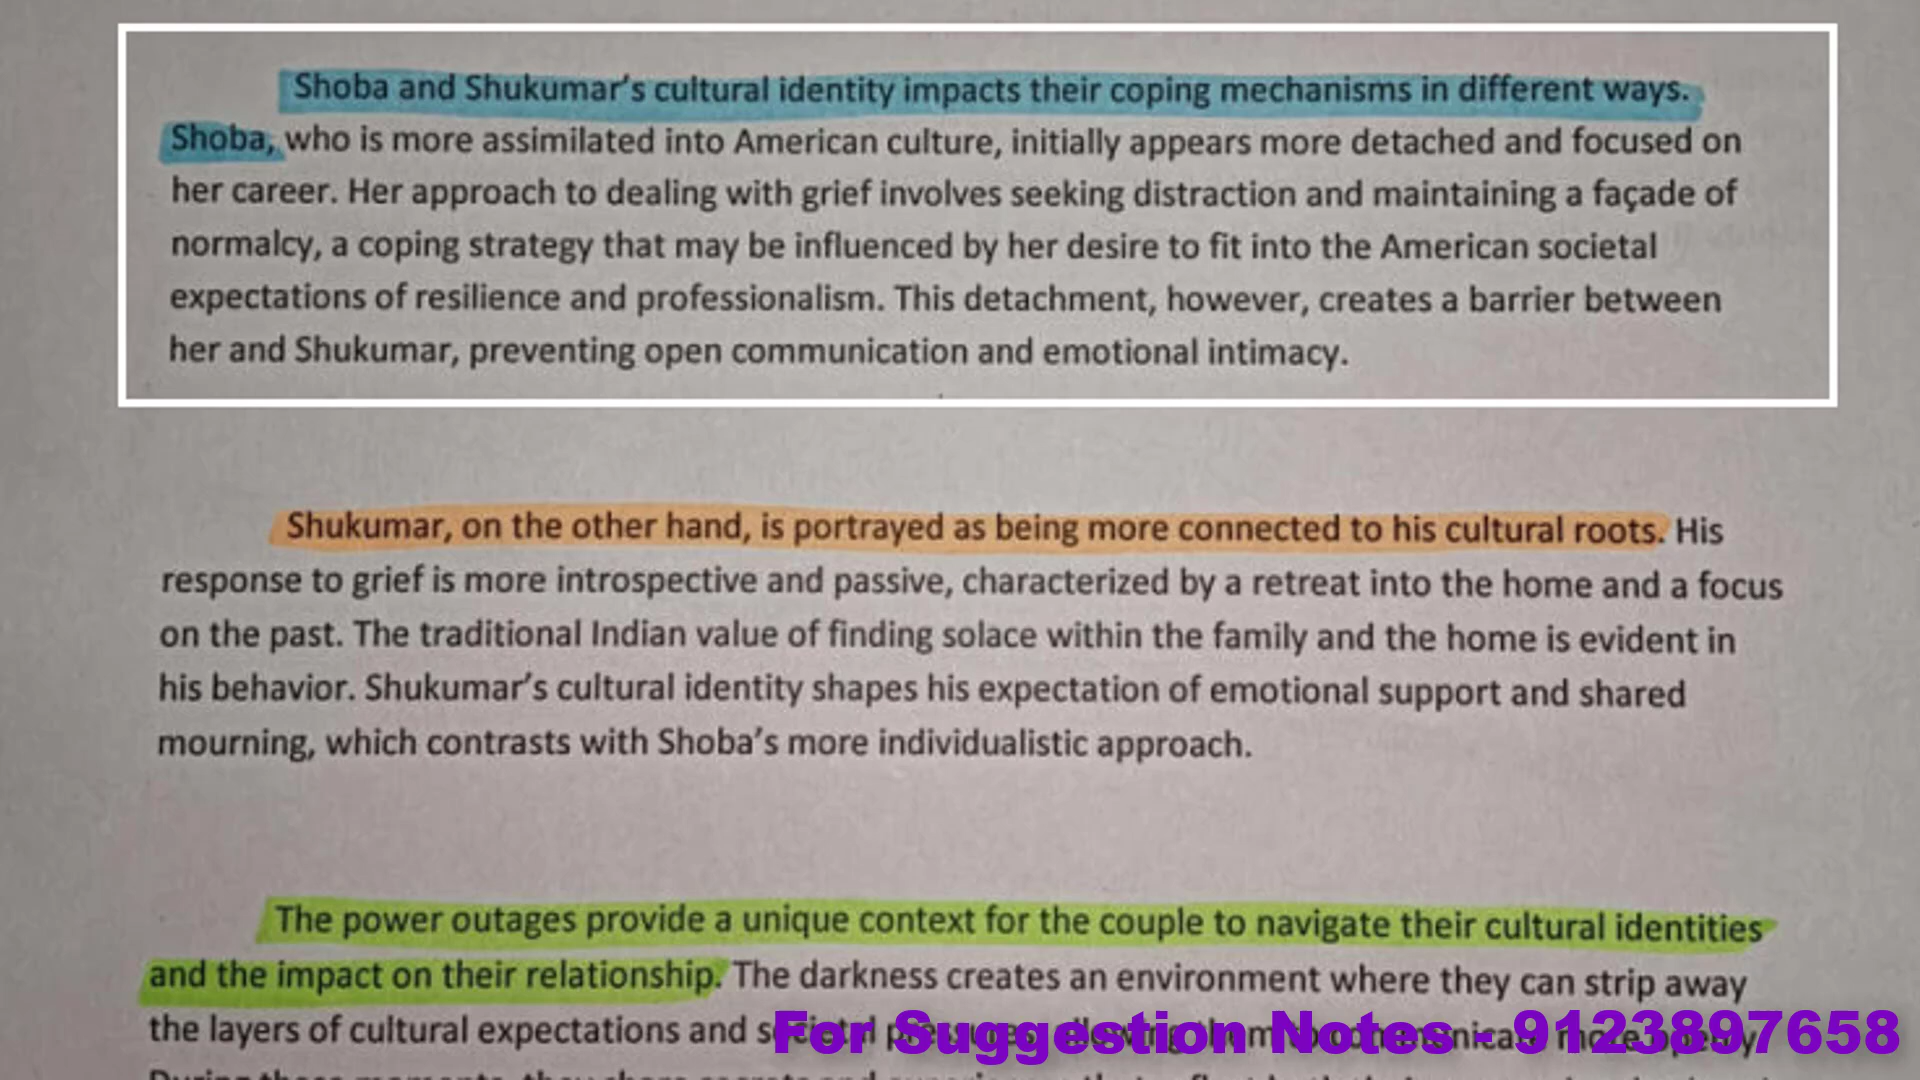 Shoba and Shukumar's cultural identity impacts their coping mechanisms in different ways.
Shoba, who is more assimilated into American culture, initially appears more detached and focused on
her career. Her approach to dealing with grief involves seeking distraction and maintaining a façade of
normalcy, a coping strategy that may be influenced by her desire to fit into the American societal
expectations of resilience and professionalism. This detachment, however, creates a barrier between
her and Shukumar, preventing open communication and emotional intimacy.
Shukumar, on the other hand, is portrayed as being more connected to his cultural roots. His
response to grief is more introspective and passive, characterized by a retreat into the home and a focus
on the past. The traditional Indian value of finding solace within the family and the home is evident in
his behavior. Shukumar's cultural identity shapes his expectation of emotional support and shared
mourning, which contrasts with Shoba's more individualistic approach.
The power outages provide a unique context for the couple to navigate their cultural identities
and the impact on their relationship. The darkness creates an environment where they can strip away
the layers of cultural expectations and
For Suggestion Notes - 9123897658